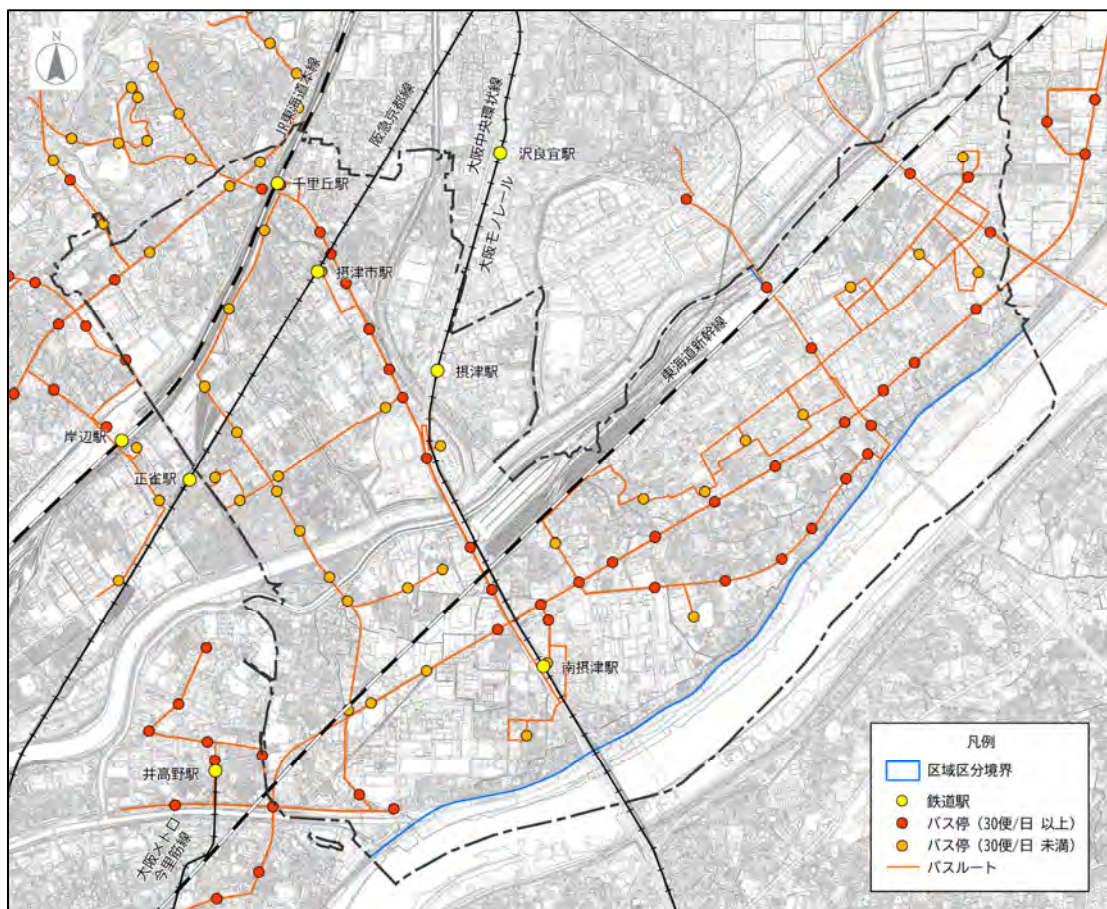 N
JR東海道本線
阪急京都線
大阪中央環状線
沢良宜駅
千里丘駅
大阪モノレール
摂津市駅
東海道新幹線
摂津駅
岸辺駅
正雀駅
南摂津駅
井高野駅
大阪メトロ
今里筋線
凡例
区域区分境界
鉄道駅
バス停(30便/日 以上)
バス停(30便/日 未満)
バスルート